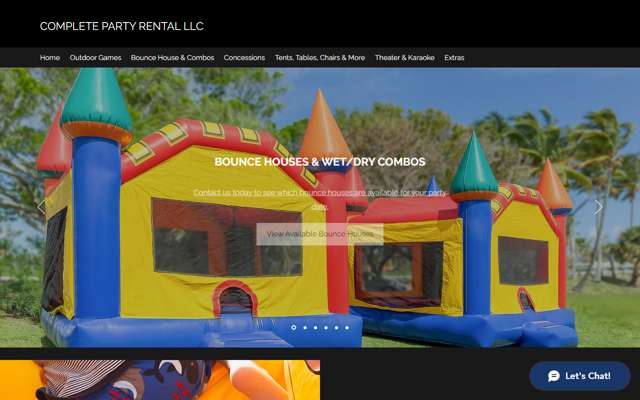 COMPLETE PARTY RENTAL LLC
Home Outdoor Games Bounce House & Combos Concessions Tents, Tables, Chairs & More Theater & Karaoke Extras
BOUNCE HOUSES & WET/DRY COMBOS
Contact us today to see which bounce houses are available for your party
date.
View Available Bounce Houses
Let's Chat!